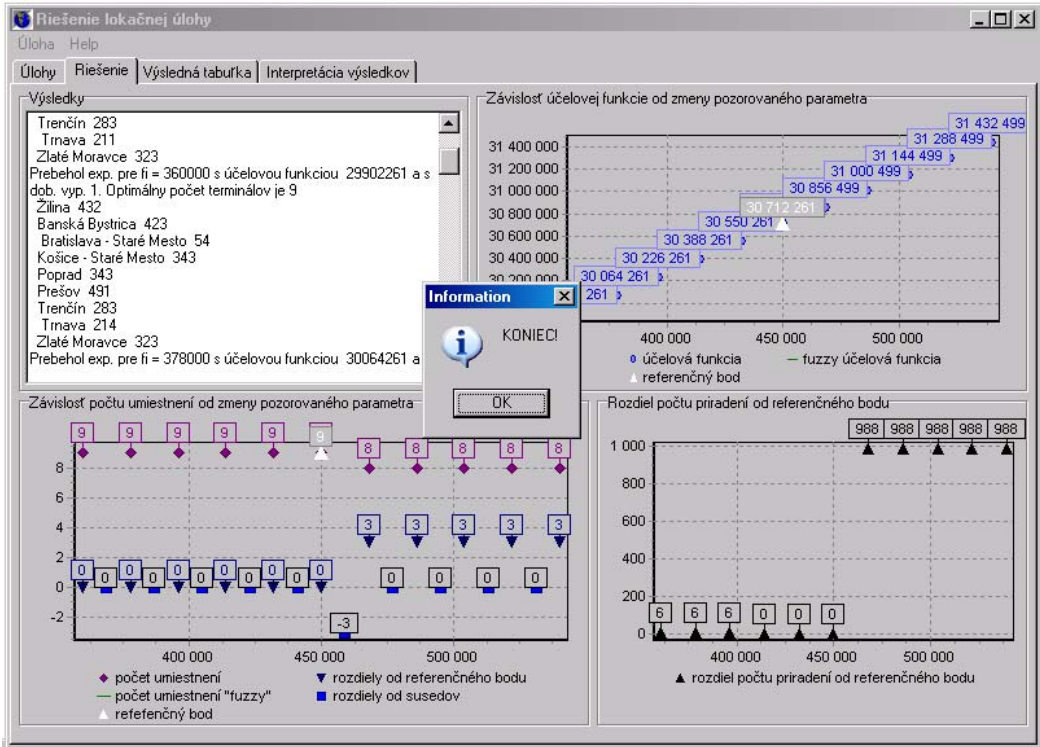 Riešenie lokačnej úlohy
Úloha Help
Úlohy Riešenie Výsledná tabuľka Interpretácia výsledkov
Výsledky
Trenčín 283
Trnava 211
Zlaté Moravce 323
Prebehol exp. pre fi = 360000 s účelovou funkciou 29902261 a s
dob. vyp. 1. Optimálny počet terminálov je 9
Žilina 432
Banská Bystrica 423
Bratislava - Staré Mesto 54
Košice - Staré Mesto 343
Poprad 343
Prešov 491
Trenčín 283
Trnava 214
Zlaté Moravce 323
Prebehol exp. pre fi = 378000 s účelovou funkciou 30064261 a
Závislosť účelovej funkcie od zmeny pozorovaného parametra
31 432 499
31 288 499
31 144 499
31 000 499
30 856 499
30 712 261
30 550 261
30 388 261
30 226 261
30 064 261
261
31 400 000
31 200 000
31 000 000
30 800 000
30 600 000
30 400 000
30 200 000
400 000 450 000 500 000
účelová funkcia fuzzy účelová funkcia
referenčný bod
Information
KONIEC!
OK
Závislosť počtu umiestnení od zmeny pozorovaného parametra
9 9 9 9 9 9 8 8 8 8 8
3 3 3 3 3
0 0 0 0 0 0 0 0 0 0 0 0 0 0 0
-3
8
6
4
2
0
-2
400 000 450 000 500 000
počet umiestnení rozdiely od referenčného bodu
počet umiestnení "fuzzy" rozdiely od susedov
refefenčný bod
Rozdiel počtu priradení od referenčného bodu
988 988 988 988 988
1 000
800
600
400
200
0
6 6 6 0 0 0
400 000 450 000 500 000
rozdiel počtu priradení od referenčného bodu